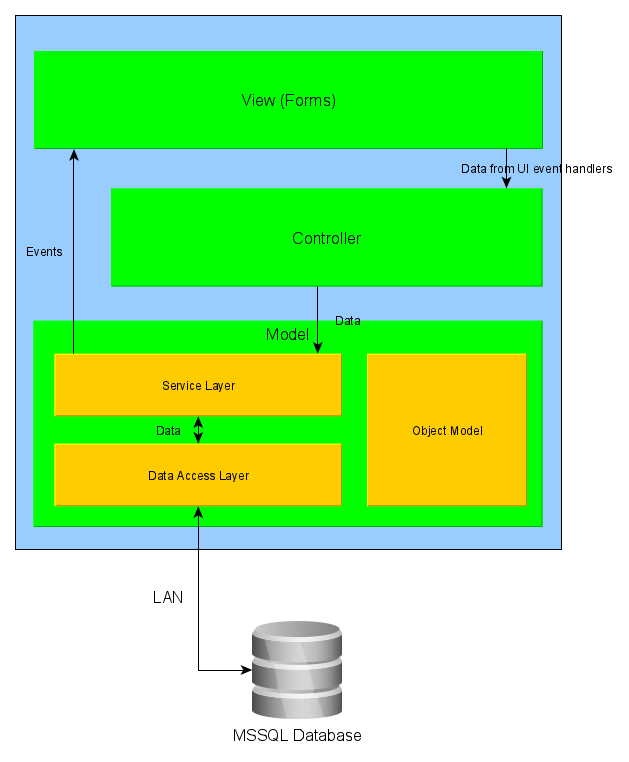 View (Forms)
Data from UI event handlers
Controller
Events
Data
Model
Service Layer
Data
Object Model
Data Access Layer
LAN
MSSQL Database